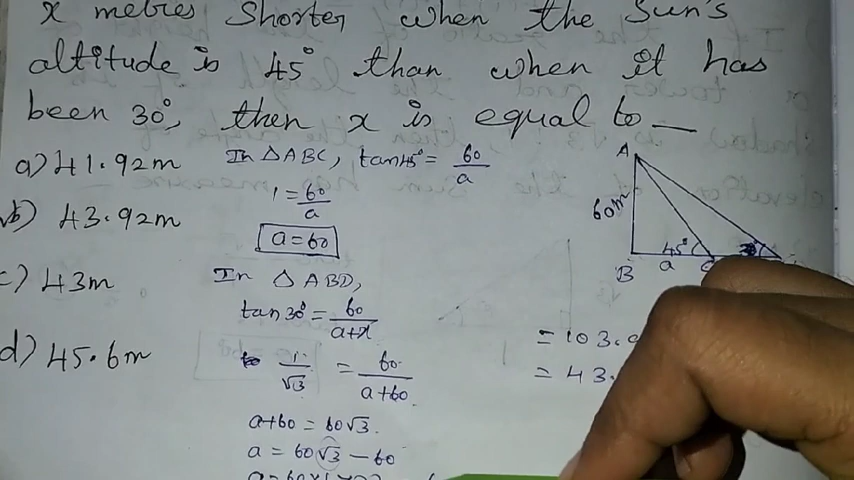 x metres shorter when the Sun's
altitude is 45° than when it has
been 30°, then x is equal to —
a) 41.92m
b) 43.92m
c) 43m
d) 45.6m
In △ABC, tan45° = 60/a
1 = 60/a
a = 60
In △ABD,
tan 30° = 60/a+x
1/√3 = 60/a+60
a+60 = 60√3.
a = 60√3 - 60
A
60m
45°
B
a
C
= 103.9
= 43.